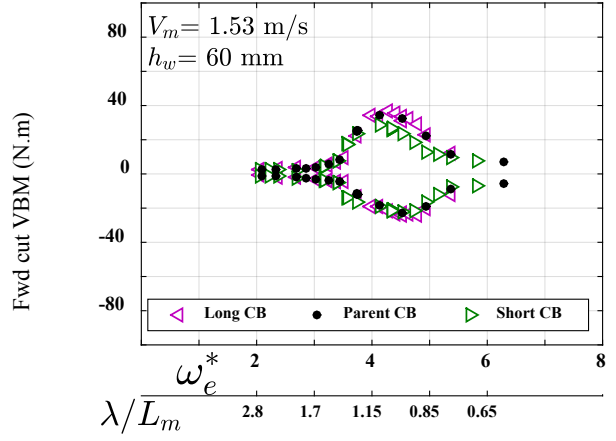 V_m= 1.53 m/s
h_w= 60 mm
Fwd cut VBM (N.m)
80
40
0
-40
-80
Long CB Parent CB Short CB
2 4 6 8
ω_e^*
λ/L_m 2.8 1.7 1.15 0.85 0.65